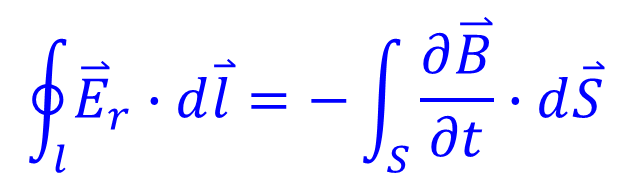 ∮_l E⃗_r · dl⃗ = − ∫_S ∂B⃗/∂t · dS⃗